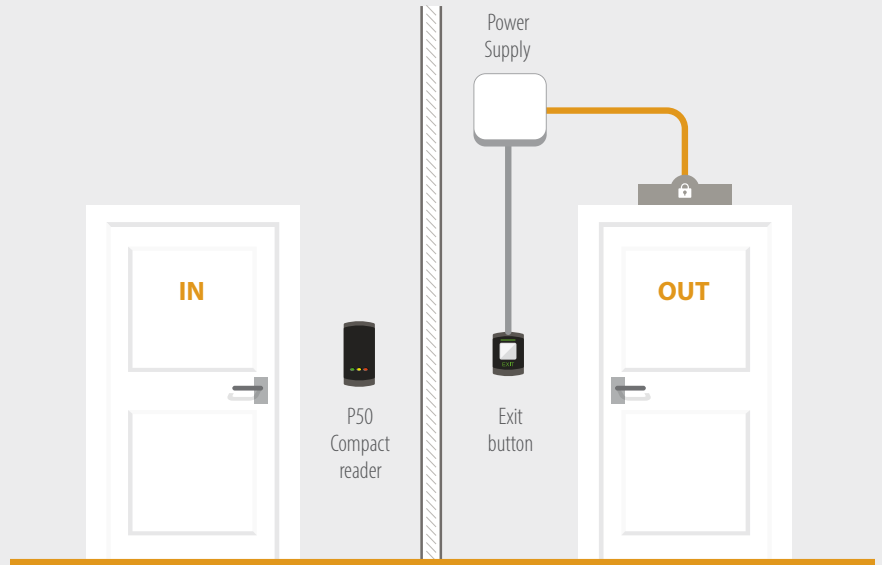 Power
Supply
IN
OUT
EXIT
P50
Compact
reader
Exit
button